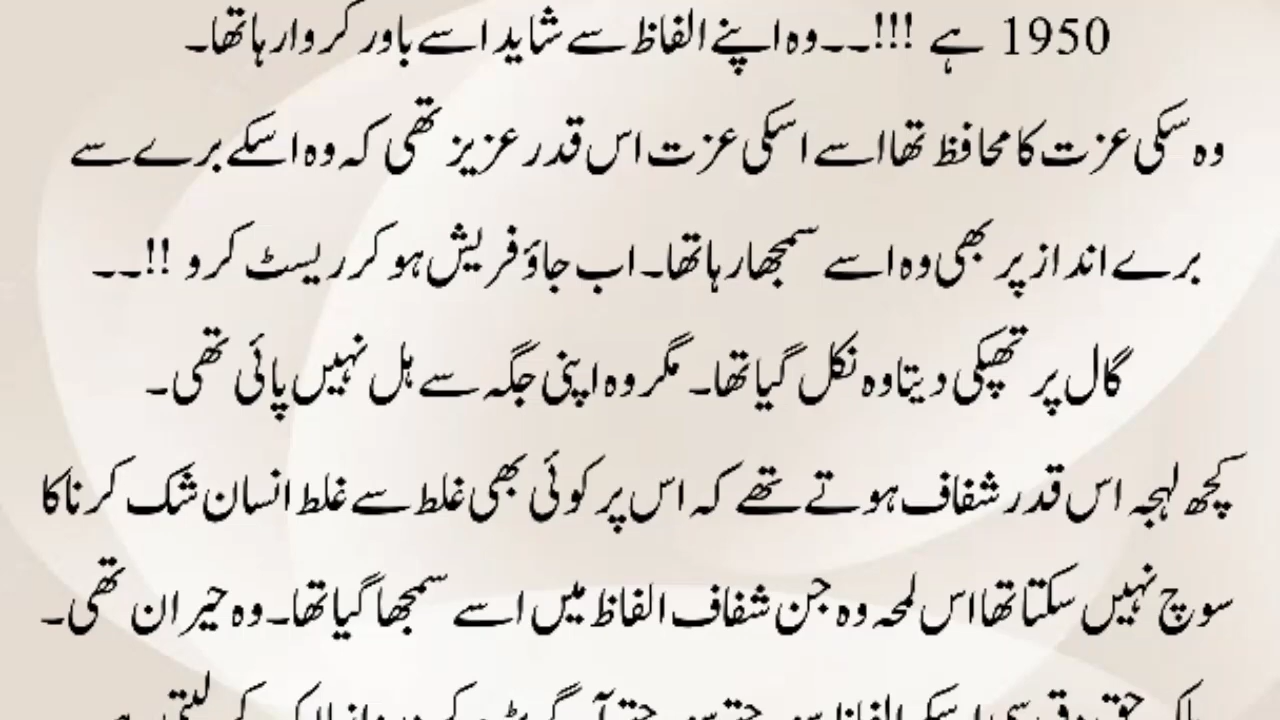 1950 ہے !!!۔۔وہ اپنے الفاظ سے شاید اسے باور کروا رہا تھا۔
وہ سکی عزت کا محافظ تھا اسے اسکی عزت اس قدر عزیز تھی کہ وہ اسکے برے سے
برے انداز پر بھی وہ اسے سمجھا رہا تھا۔ اب جاؤ فریش ہو کر ریسٹ کرو !!۔۔
گال پر تھپکی دیتا وہ نکل گیا تھا۔ مگر وہ اپنی جگہ سے ہل نہیں پائی تھی۔
کچھ لہجہ اس قدر شفاف ہوتے تھے کہ اس پر کوئی بھی غلط سے غلط انسان شک کرنا کا
سوچ نہیں سکتا تھا اس لمحہ وہ جن شفاف الفاظ میں اسے سمجھا گیا تھا۔ وہ حیران تھی۔